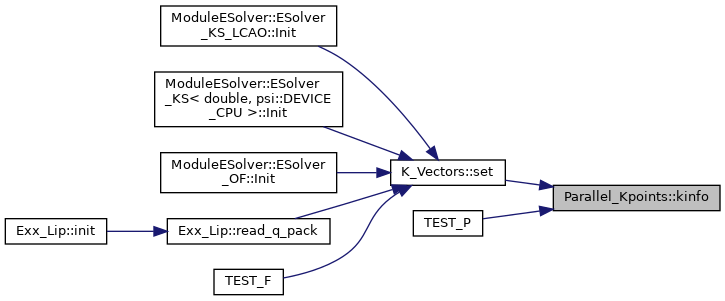 ModuleESolver::ESolver
_KS_LCAO::Init
ModuleESolver::ESolver
_KS< double, psi::DEVICE
_CPU >::Init
ModuleESolver::ESolver
_OF::Init
K_Vectors::set
Parallel_Kpoints::kinfo
Exx_Lip::init
Exx_Lip::read_q_pack
TEST_P
TEST_F